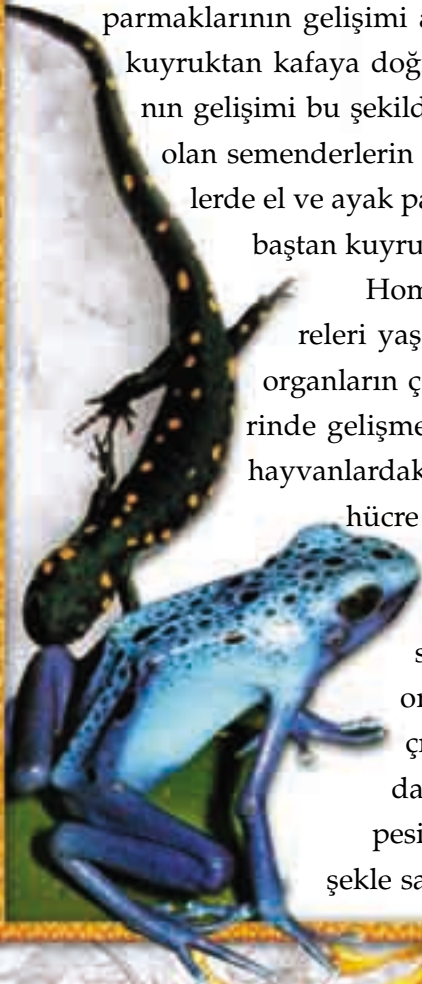 parmaklarının gelişimi
kuyruktan kafaya doğ
nın gelişimi bu şekild
olan semenderlerin
lerde el ve ayak pa
baştan kuyru
Hom
releri yaş
organların ç
rinde gelişme
hayvanlardak
hücre
s
or
çı
da
pesi
şekle sa